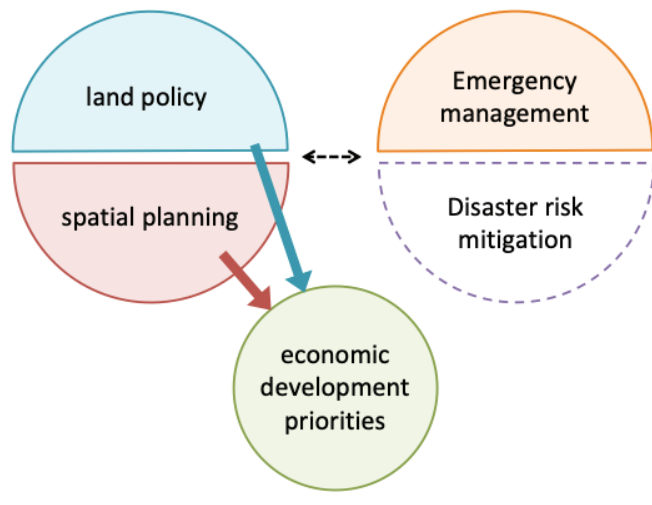 land policy
spatial planning
Emergency
management
Disaster risk
mitigation
economic
development
priorities